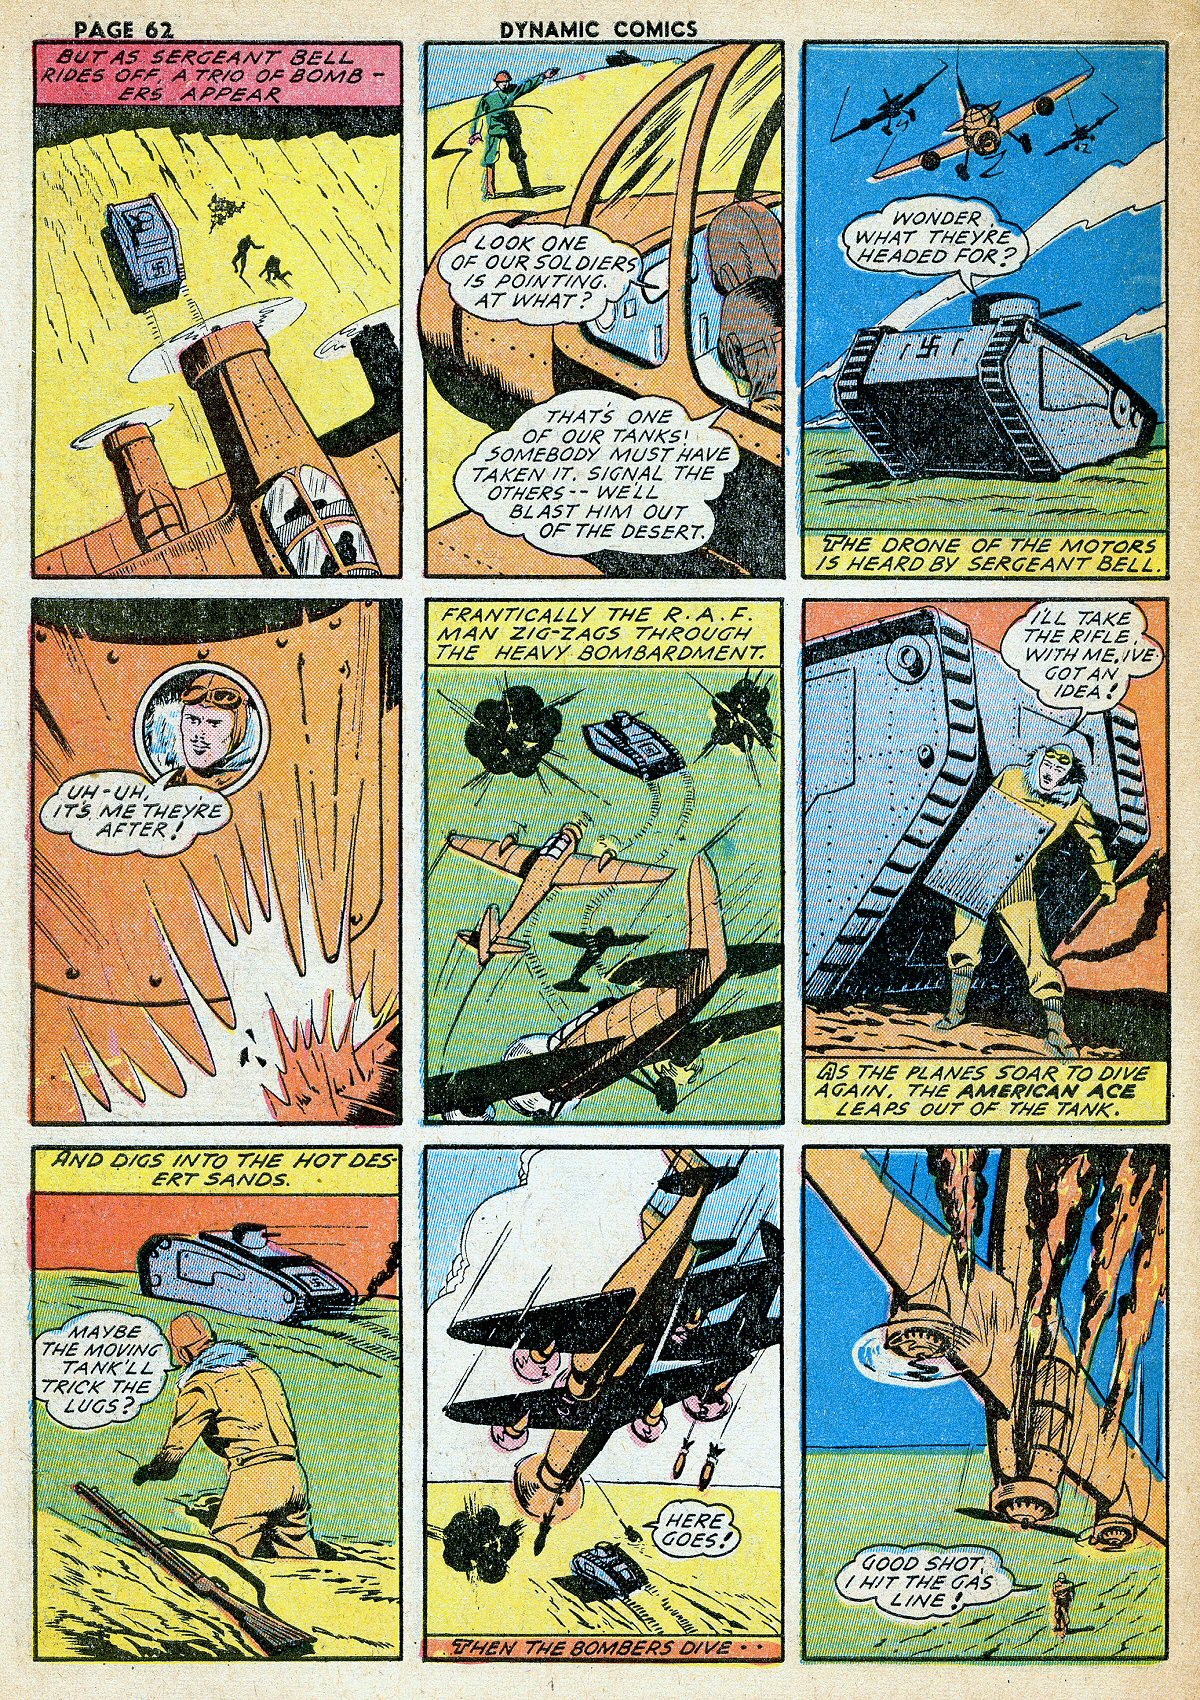 PAGE 62
DYNAMIC COMICS
BUT AS SERGEANT BELL
RIDES OFF, A TRIO OF BOMB-
ERS APPEAR
LOOK ONE
OF OUR SOLDIERS
IS POINTING.
AT WHAT?
THAT'S ONE
OF OUR TANKS!
SOMEBODY MUST HAVE
TAKEN IT. SIGNAL THE
OTHERS-- WE'LL
BLAST HIM OUT
OF THE DESERT.
WONDER
WHAT THEY'RE
HEADED FOR?
THE DRONE OF THE MOTORS
IS HEARD BY SERGEANT BELL.
UH-UH,
IT'S ME THEY'RE
AFTER!
FRANTICALLY THE R.A.F.
MAN ZIG-ZAGS THROUGH
THE HEAVY BOMBARDMENT.
I'LL TAKE
THE RIFLE
WITH ME, I'VE
GOT AN
IDEA!
AS THE PLANES SOAR TO DIVE
AGAIN, THE AMERICAN ACE
LEAPS OUT OF THE TANK.
AND DIGS INTO THE HOT DES-
ERT SANDS.
MAYBE
THE MOVING
TANK'LL
TRICK THE
LUGS?
HERE
GOES!
THEN THE BOMBERS DIVE--
GOOD SHOT,
I HIT THE GAS
LINE!